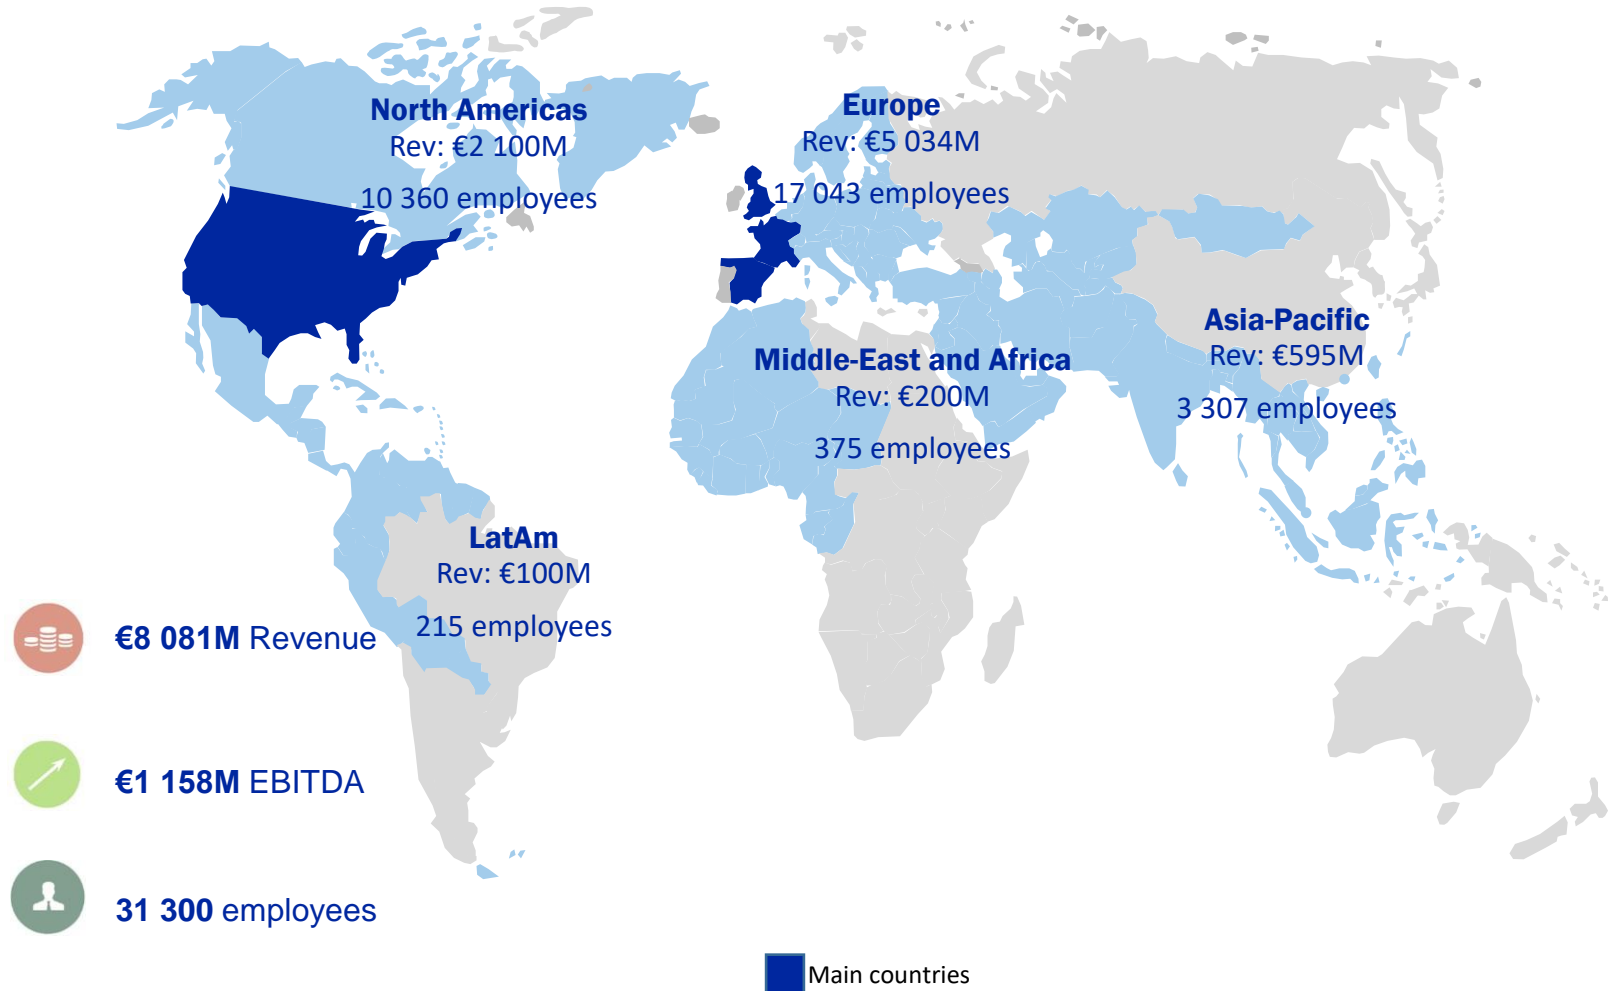 North Americas
Rev: €2 100M
10 360 employees
Europe
Rev: €5 034M
17 043 employees
Asia-Pacific
Rev: €595M
3 307 employees
Middle-East and Africa
Rev: €200M
375 employees
LatAm
Rev: €100M
215 employees
€8 081M Revenue
€1 158M EBITDA
31 300 employees
Main countries